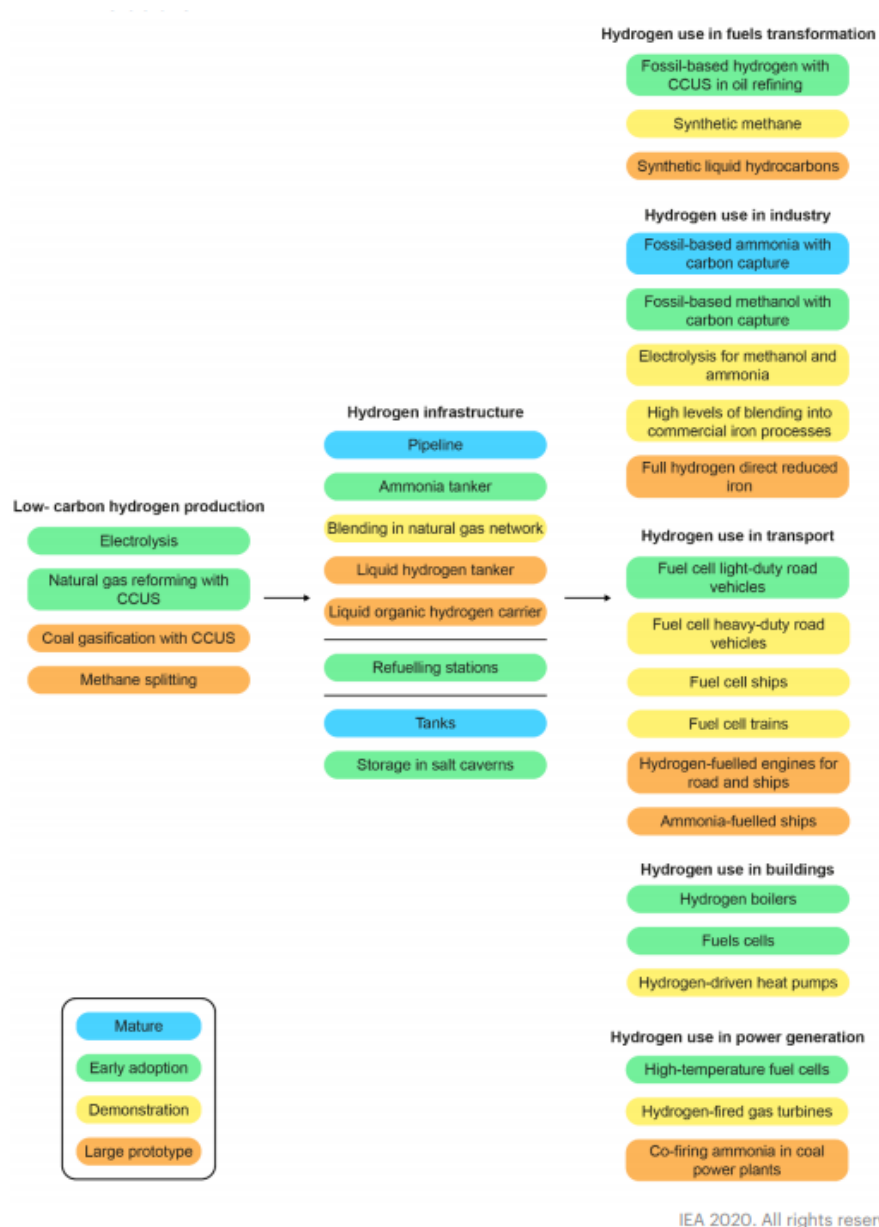 Low- carbon hydrogen production
Electrolysis
Natural gas reforming with
CCUS
Coal gasification with CCUS
Methane splitting
Hydrogen infrastructure
Pipeline
Ammonia tanker
Blending in natural gas network
Liquid hydrogen tanker
Liquid organic hydrogen carrier
Refuelling stations
Tanks
Storage in salt caverns
Hydrogen use in fuels transformation
Fossil-based hydrogen with
CCUS in oil refining
Synthetic methane
Synthetic liquid hydrocarbons
Hydrogen use in industry
Fossil-based ammonia with
carbon capture
Fossil-based methanol with
carbon capture
Electrolysis for methanol and
ammonia
High levels of blending into
commercial iron processes
Full hydrogen direct reduced
iron
Hydrogen use in transport
Fuel cell light-duty road
vehicles
Fuel cell heavy-duty road
vehicles
Fuel cell ships
Fuel cell trains
Hydrogen-fuelled engines for
road and ships
Ammonia-fuelled ships
Hydrogen use in buildings
Hydrogen boilers
Fuels cells
Hydrogen-driven heat pumps
Hydrogen use in power generation
High-temperature fuel cells
Hydrogen-fired gas turbines
Co-firing ammonia in coal
power plants
Mature
Early adoption
Demonstration
Large prototype
IEA 2020. All rights